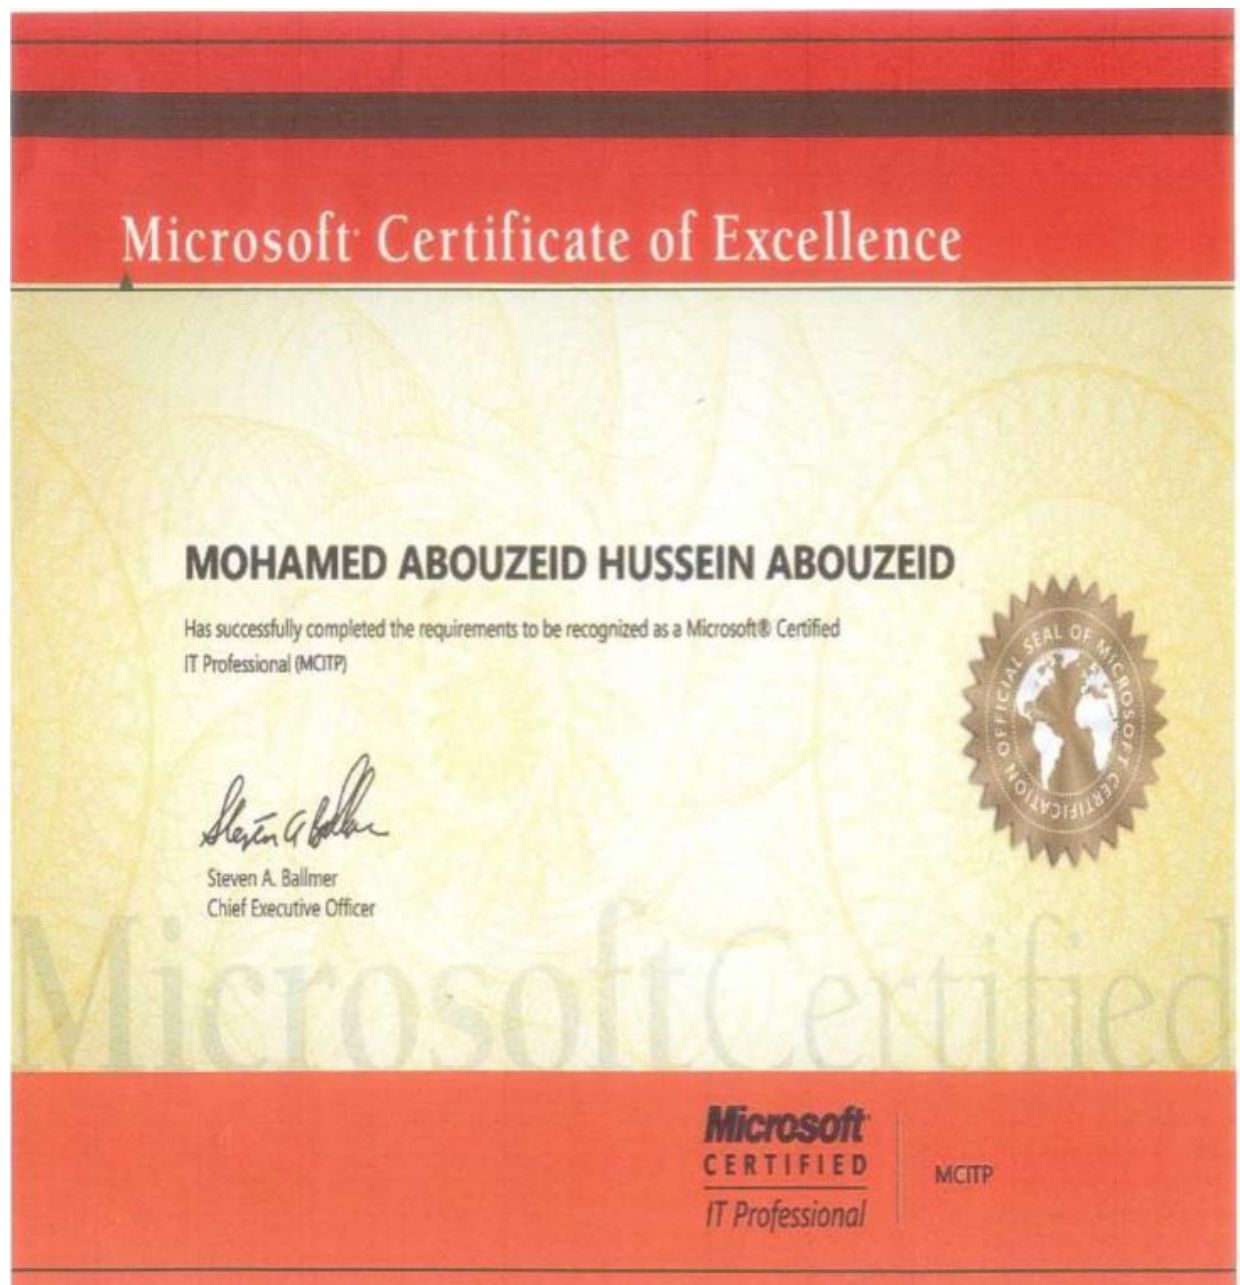 Microsoft® Certificate of Excellence
MOHAMED ABOUZEID HUSSEIN ABOUZEID
Has successfully completed the requirements to be recognized as a Microsoft® Certified
IT Professional (MCITP)
OFFICIAL SEAL OF MICROSOFT CERTIFICATION
Steven A Ballmer
Steven A. Ballmer
Chief Executive Officer
MicrosoftCertified
Microsoft®
CERTIFIED
IT Professional
MCITP